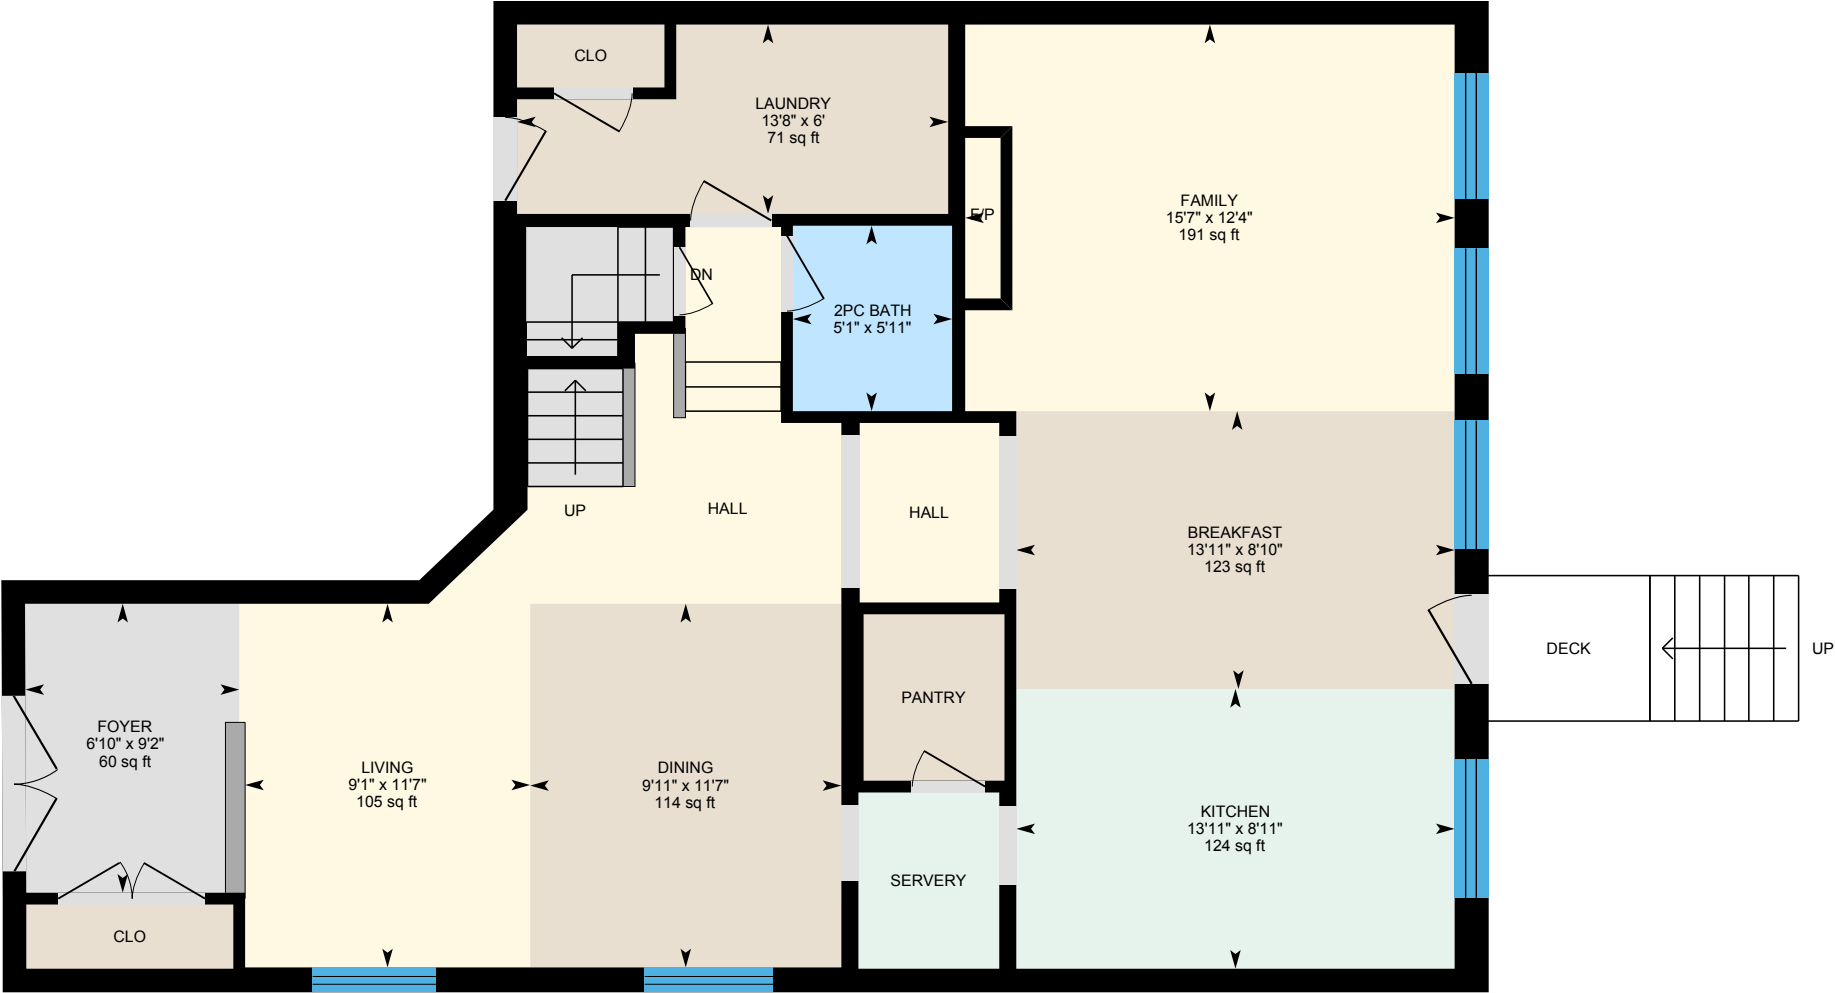 CLO
LAUNDRY
13'8" x 6'
71 sq ft
FAMILY
15'7" x 12'4"
191 sq ft
F/P
DN
2PC BATH
5'1" x 5'11"
UP
HALL
HALL
BREAKFAST
13'11" x 8'10"
123 sq ft
DECK
UP
FOYER
6'10" x 9'2"
60 sq ft
LIVING
9'1" x 11'7"
105 sq ft
DINING
9'11" x 11'7"
114 sq ft
PANTRY
KITCHEN
13'11" x 8'11"
124 sq ft
SERVERY
CLO